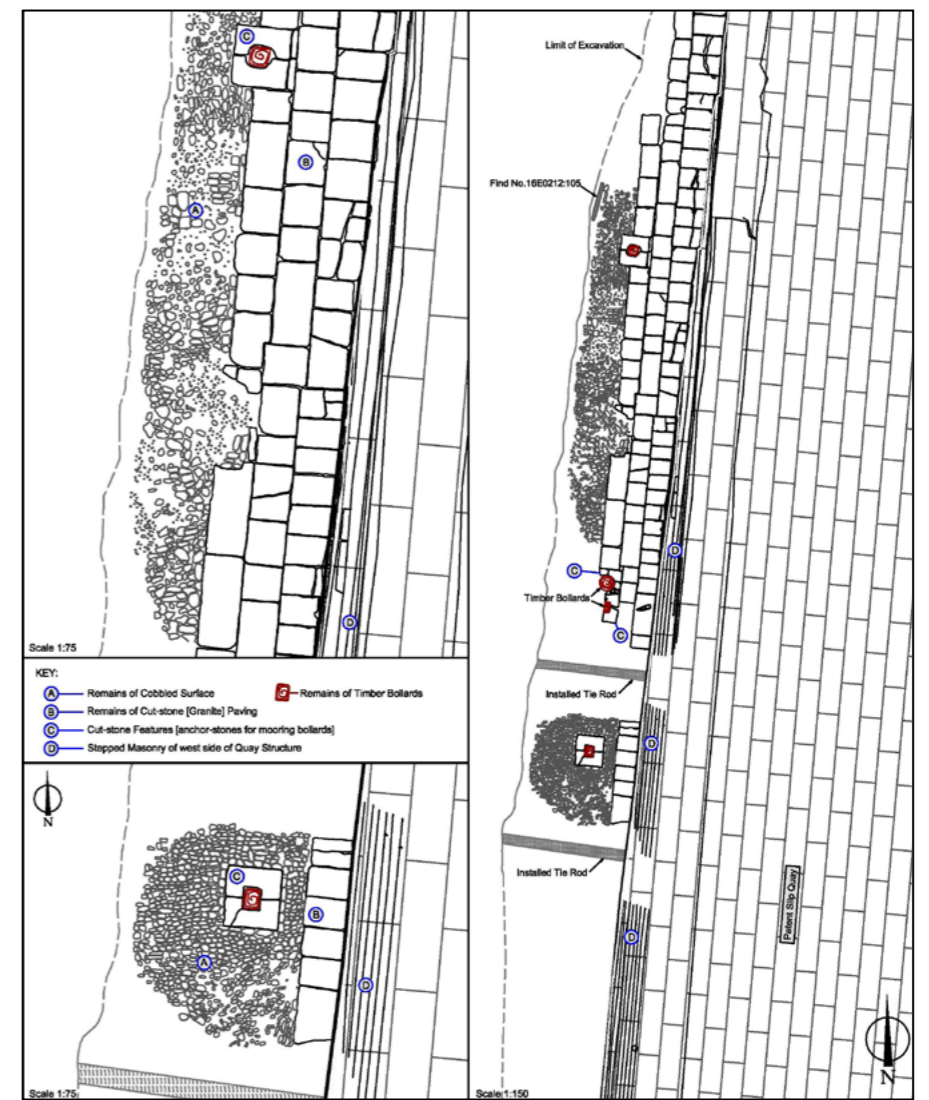 C
B
A
D
Scale 1:75
KEY:
A Remains of Cobbled Surface
Remains of Timber Bollards
B Remains of Cut-stone [Granite] Paving
C Cut-stone Features [anchor-stones for mooring bollards]
D Stepped Masonry of west side of Quay Structure
N
C
B
A
D
Scale 1:75
Limit of Excavation
Find No.16E0212:105
D
C
Timber Bollards
C
Installed Tie Rod
D
Installed Tie Rod
Patent Slip Quay
D
N
Scale 1:150